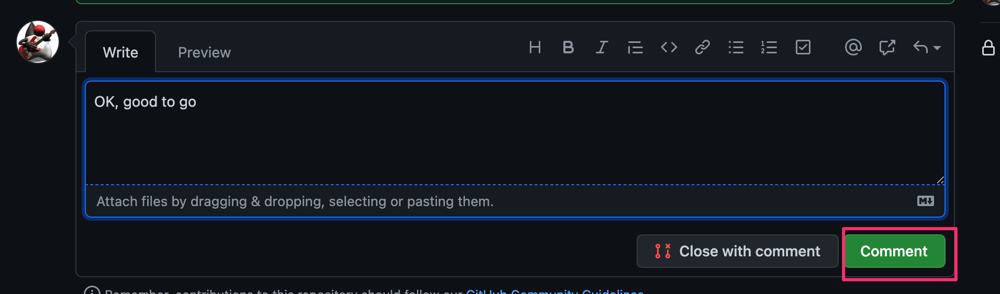 Write
Preview
OK, good to go
Attach files by dragging & dropping, selecting or pasting them.
Close with comment
Comment
Remember, contributions to this repository should follow our GitHub Community Guidelines.